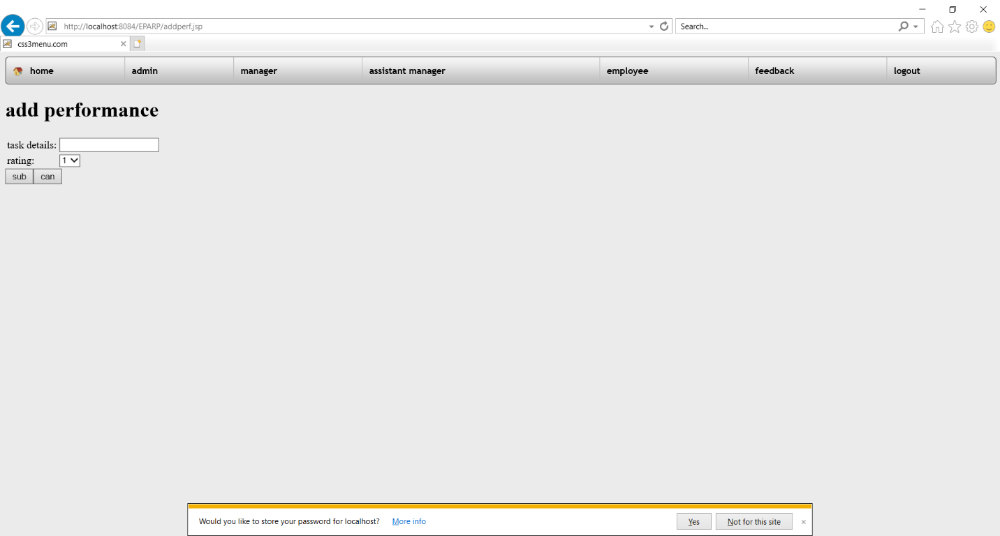 http://localhost:8084/EPARP/addperf.jsp
Search...
css3menu.com
home admin manager assistant manager employee feedback logout
add performance
task details:
rating: 1
sub can
Would you like to store your password for localhost? More info Yes Not for this site